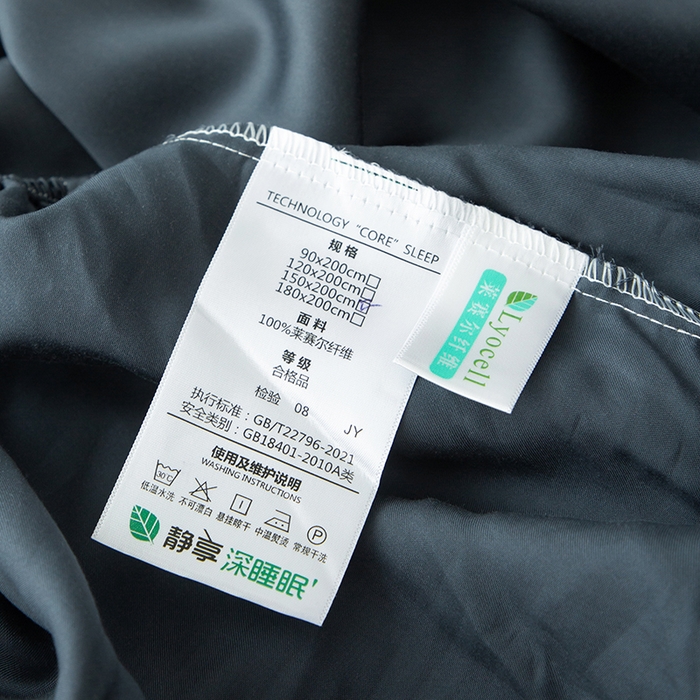 TECHNOLOGY "CORE" SLEEP
规格
90x200cm
120x200cm
150x200cm
180x200cm
面料
100%莱赛尔纤维
等级
合格品
检验 08 JY
执行标准：GB/T22796-2021
安全类别：GB18401-2010A类
使用及维护说明
WASHING INSTRUCTIONS
30℃
P
低温水洗 不可漂白 悬挂晾干 中温熨烫 常规干洗
静享深睡眠'
Lyocell
莱赛尔纤维